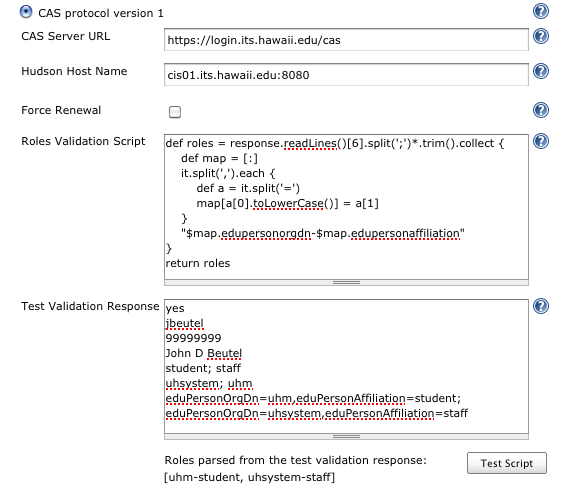 CAS protocol version 1
CAS Server URL
https://login.its.hawaii.edu/cas
Hudson Host Name
cis01.its.hawaii.edu:8080
Force Renewal
Roles Validation Script
def roles = response.readLines()[6].split(';')*.trim().collect {
def map = [:]
it.split(',').each {
def a = it.split('=')
map[a[0].toLowerCase()] = a[1]
}
"$map.edupersonorgdn-$map.edupersonaffiliation"
}
return roles
Test Validation Response
yes
jbeutel
99999999
John D Beutel
student; staff
uhsystem; uhm
eduPersonOrgDn=uhm,eduPersonAffiliation=student;
eduPersonOrgDn=uhsystem,eduPersonAffiliation=staff
Roles parsed from the test validation response:
[uhm-student, uhsystem-staff]
Test Script